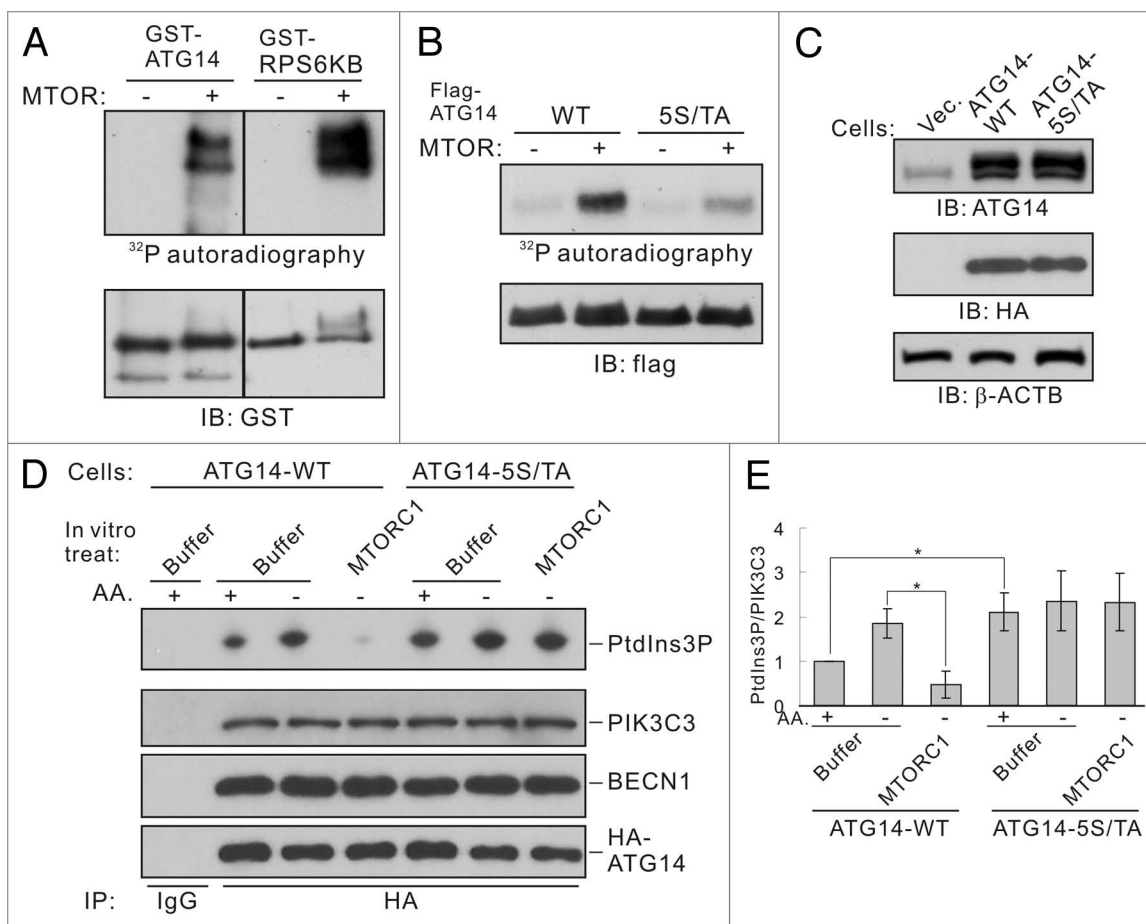 A
GST-
ATG14
GST-
RPS6KB
MTOR: - + - +
³²P autoradiography
IB: GST
B
Flag-
ATG14
WT 5S/TA
MTOR: - + - +
³²P autoradiography
IB: flag
C
Cells: Vec. ATG14-WT ATG14-5S/TA
IB: ATG14
IB: HA
IB: β-ACTB
D
Cells: ATG14-WT ATG14-5S/TA
In vitro
treat:
Buffer Buffer MTORC1 Buffer MTORC1
AA. + + - - + - -
PtdIns3P
PIK3C3
BECN1
HA-
ATG14
IP: IgG HA
E
PtdIns3P/PIK3C3
4
3
2
1
0
* *
AA. + - - + - -
Buffer MTORC1 Buffer MTORC1
ATG14-WT ATG14-5S/TA